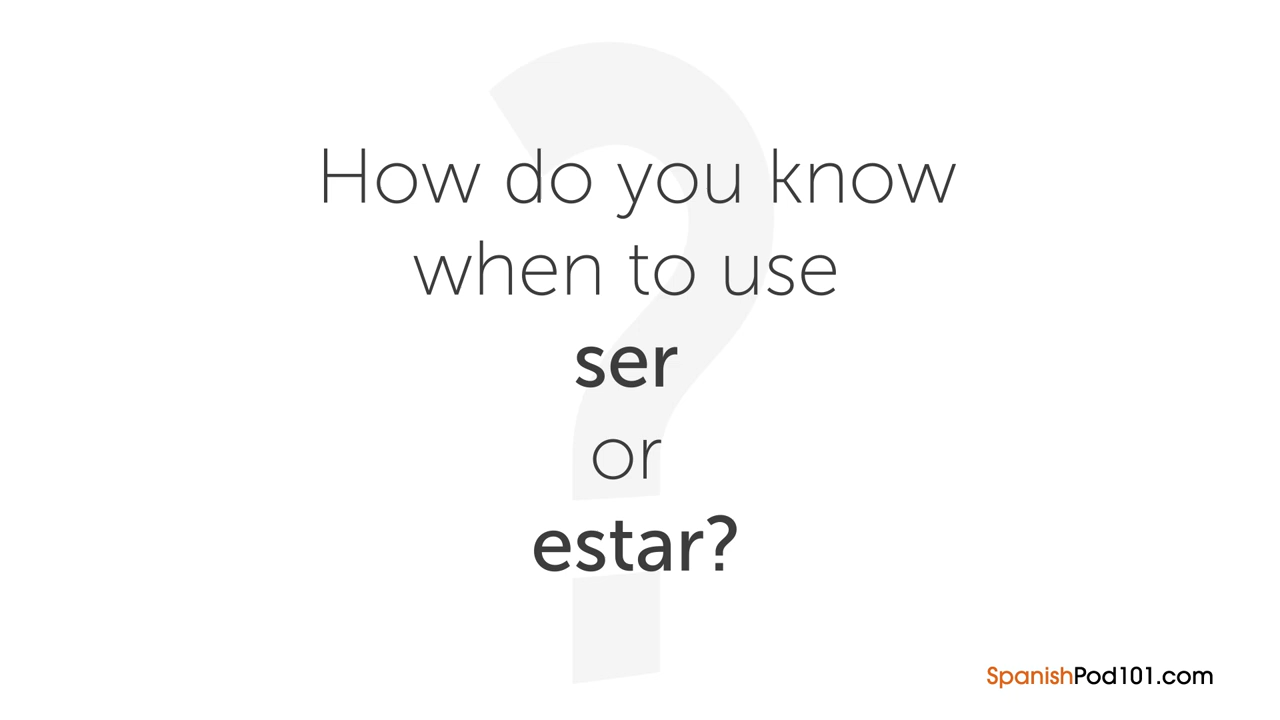 How do you know
when to use
ser
or
estar?
SpanishPod101.com